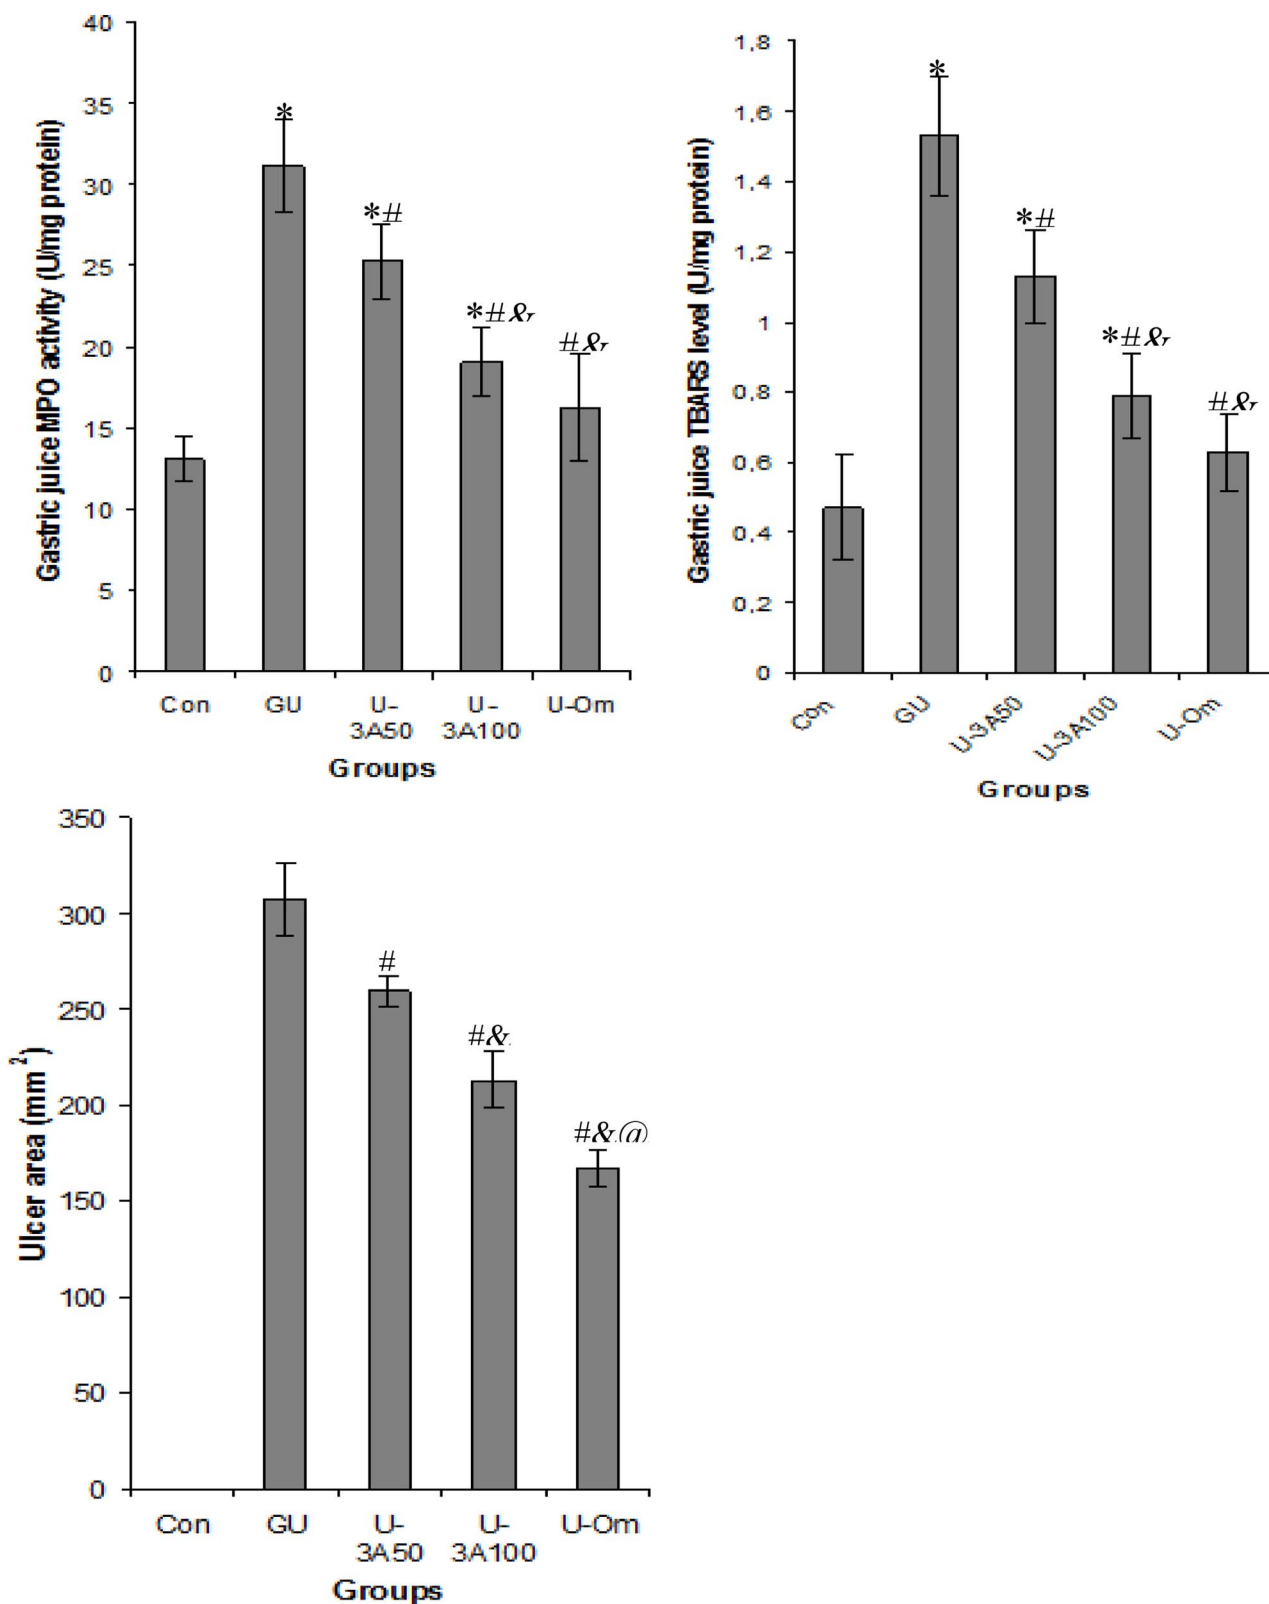 Gastric juice MPO activity (U/mg protein)
40
35
30
25
20
15
10
5
0
*
*#
*#&
#&
Con
GU
U-
3A50
U-
3A100
U-Om
Groups
Gastric juice TBARS level (U/mg protein)
1,8
1,6
1,4
1,2
1
0,8
0,6
0,4
0,2
0
*
*#
*#&
#&
Con
GU
U-3A50
U-3A100
U-Om
Groups
Ulcer area (mm²)
350
300
250
200
150
100
50
0
#
#&
#&@
Con
GU
U-
3A50
U-
3A100
U-Om
Groups